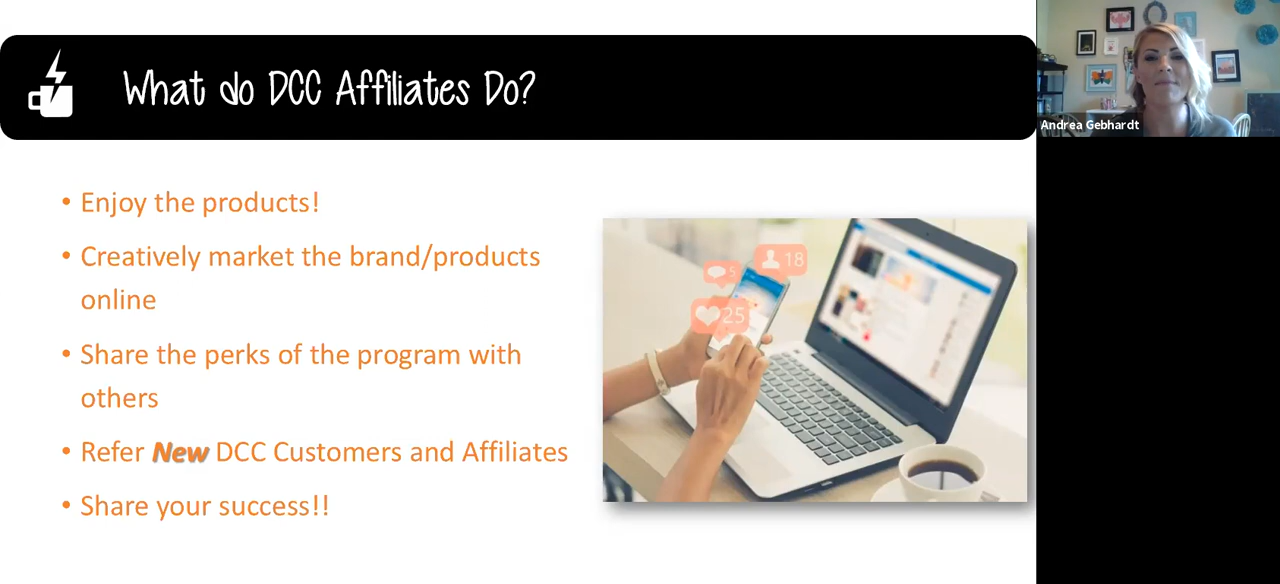 What do DCC Affiliates Do?
Andrea Gebhardt
• Enjoy the products!
• Creatively market the brand/products
online
• Share the perks of the program with
others
• Refer New DCC Customers and Affiliates
• Share your success!!
18
5
25